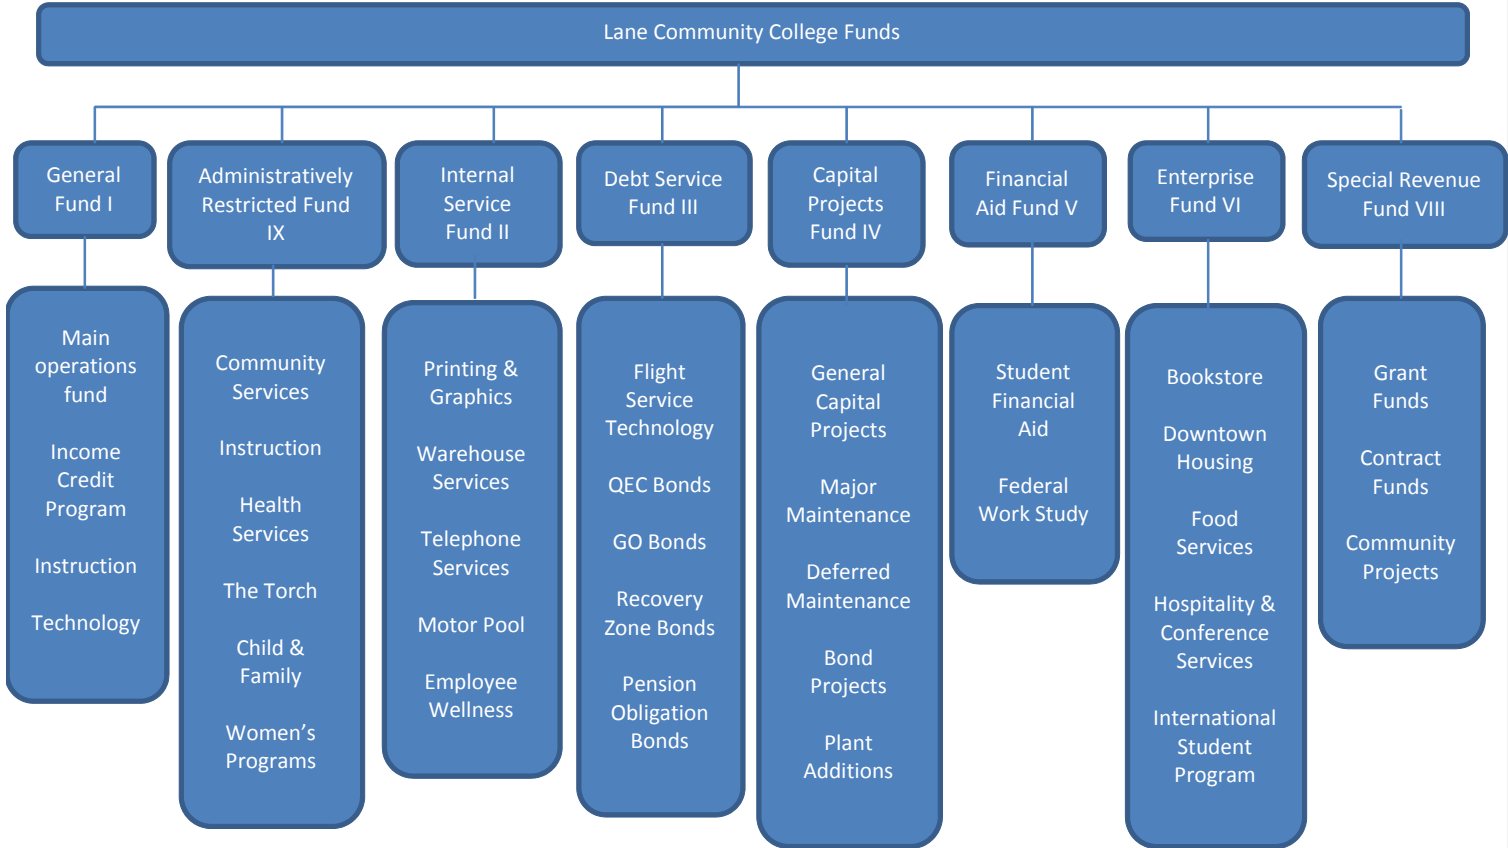 Lane Community College Funds
General
Fund I
Administratively
Restricted Fund
IX
Internal
Service
Fund II
Debt Service
Fund III
Capital
Projects
Fund IV
Financial
Aid Fund V
Enterprise
Fund VI
Special Revenue
Fund VIII
Main
operations
fund
Income
Credit
Program
Instruction
Technology
Community
Services
Instruction
Health
Services
The Torch
Child &
Family
Women’s
Programs
Printing &
Graphics
Warehouse
Services
Telephone
Services
Motor Pool
Employee
Wellness
Flight
Service
Technology
QEC Bonds
GO Bonds
Recovery
Zone Bonds
Pension
Obligation
Bonds
General
Capital
Projects
Major
Maintenance
Deferred
Maintenance
Bond
Projects
Plant
Additions
Student
Financial
Aid
Federal
Work Study
Bookstore
Downtown
Housing
Food
Services
Hospitality &
Conference
Services
International
Student
Program
Grant
Funds
Contract
Funds
Community
Projects